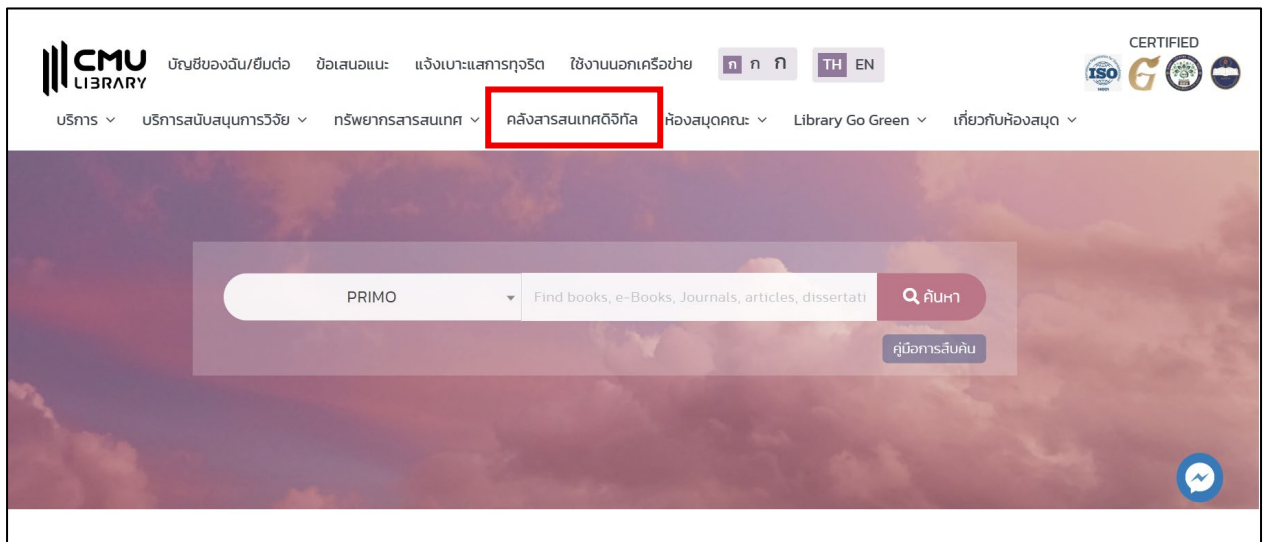 CMU
LIBRARY
บัญชีของฉัน/ยืมต่อ ข้อเสนอแนะ แจ้งเบาะแสการทุจริต ใช้งานนอกเครือข่าย ก ก ก TH EN
CERTIFIED
ISO
บริการ บริการสนับสนุนการวิจัย ทรัพยากรสารสนเทศ คลังสารสนเทศดิจิทัล ห้องสมุดคณะ Library Go Green เกี่ยวกับห้องสมุด
PRIMO Find books, e-Books, Journals, articles, dissertati ค้นหา
คู่มือการสืบค้น